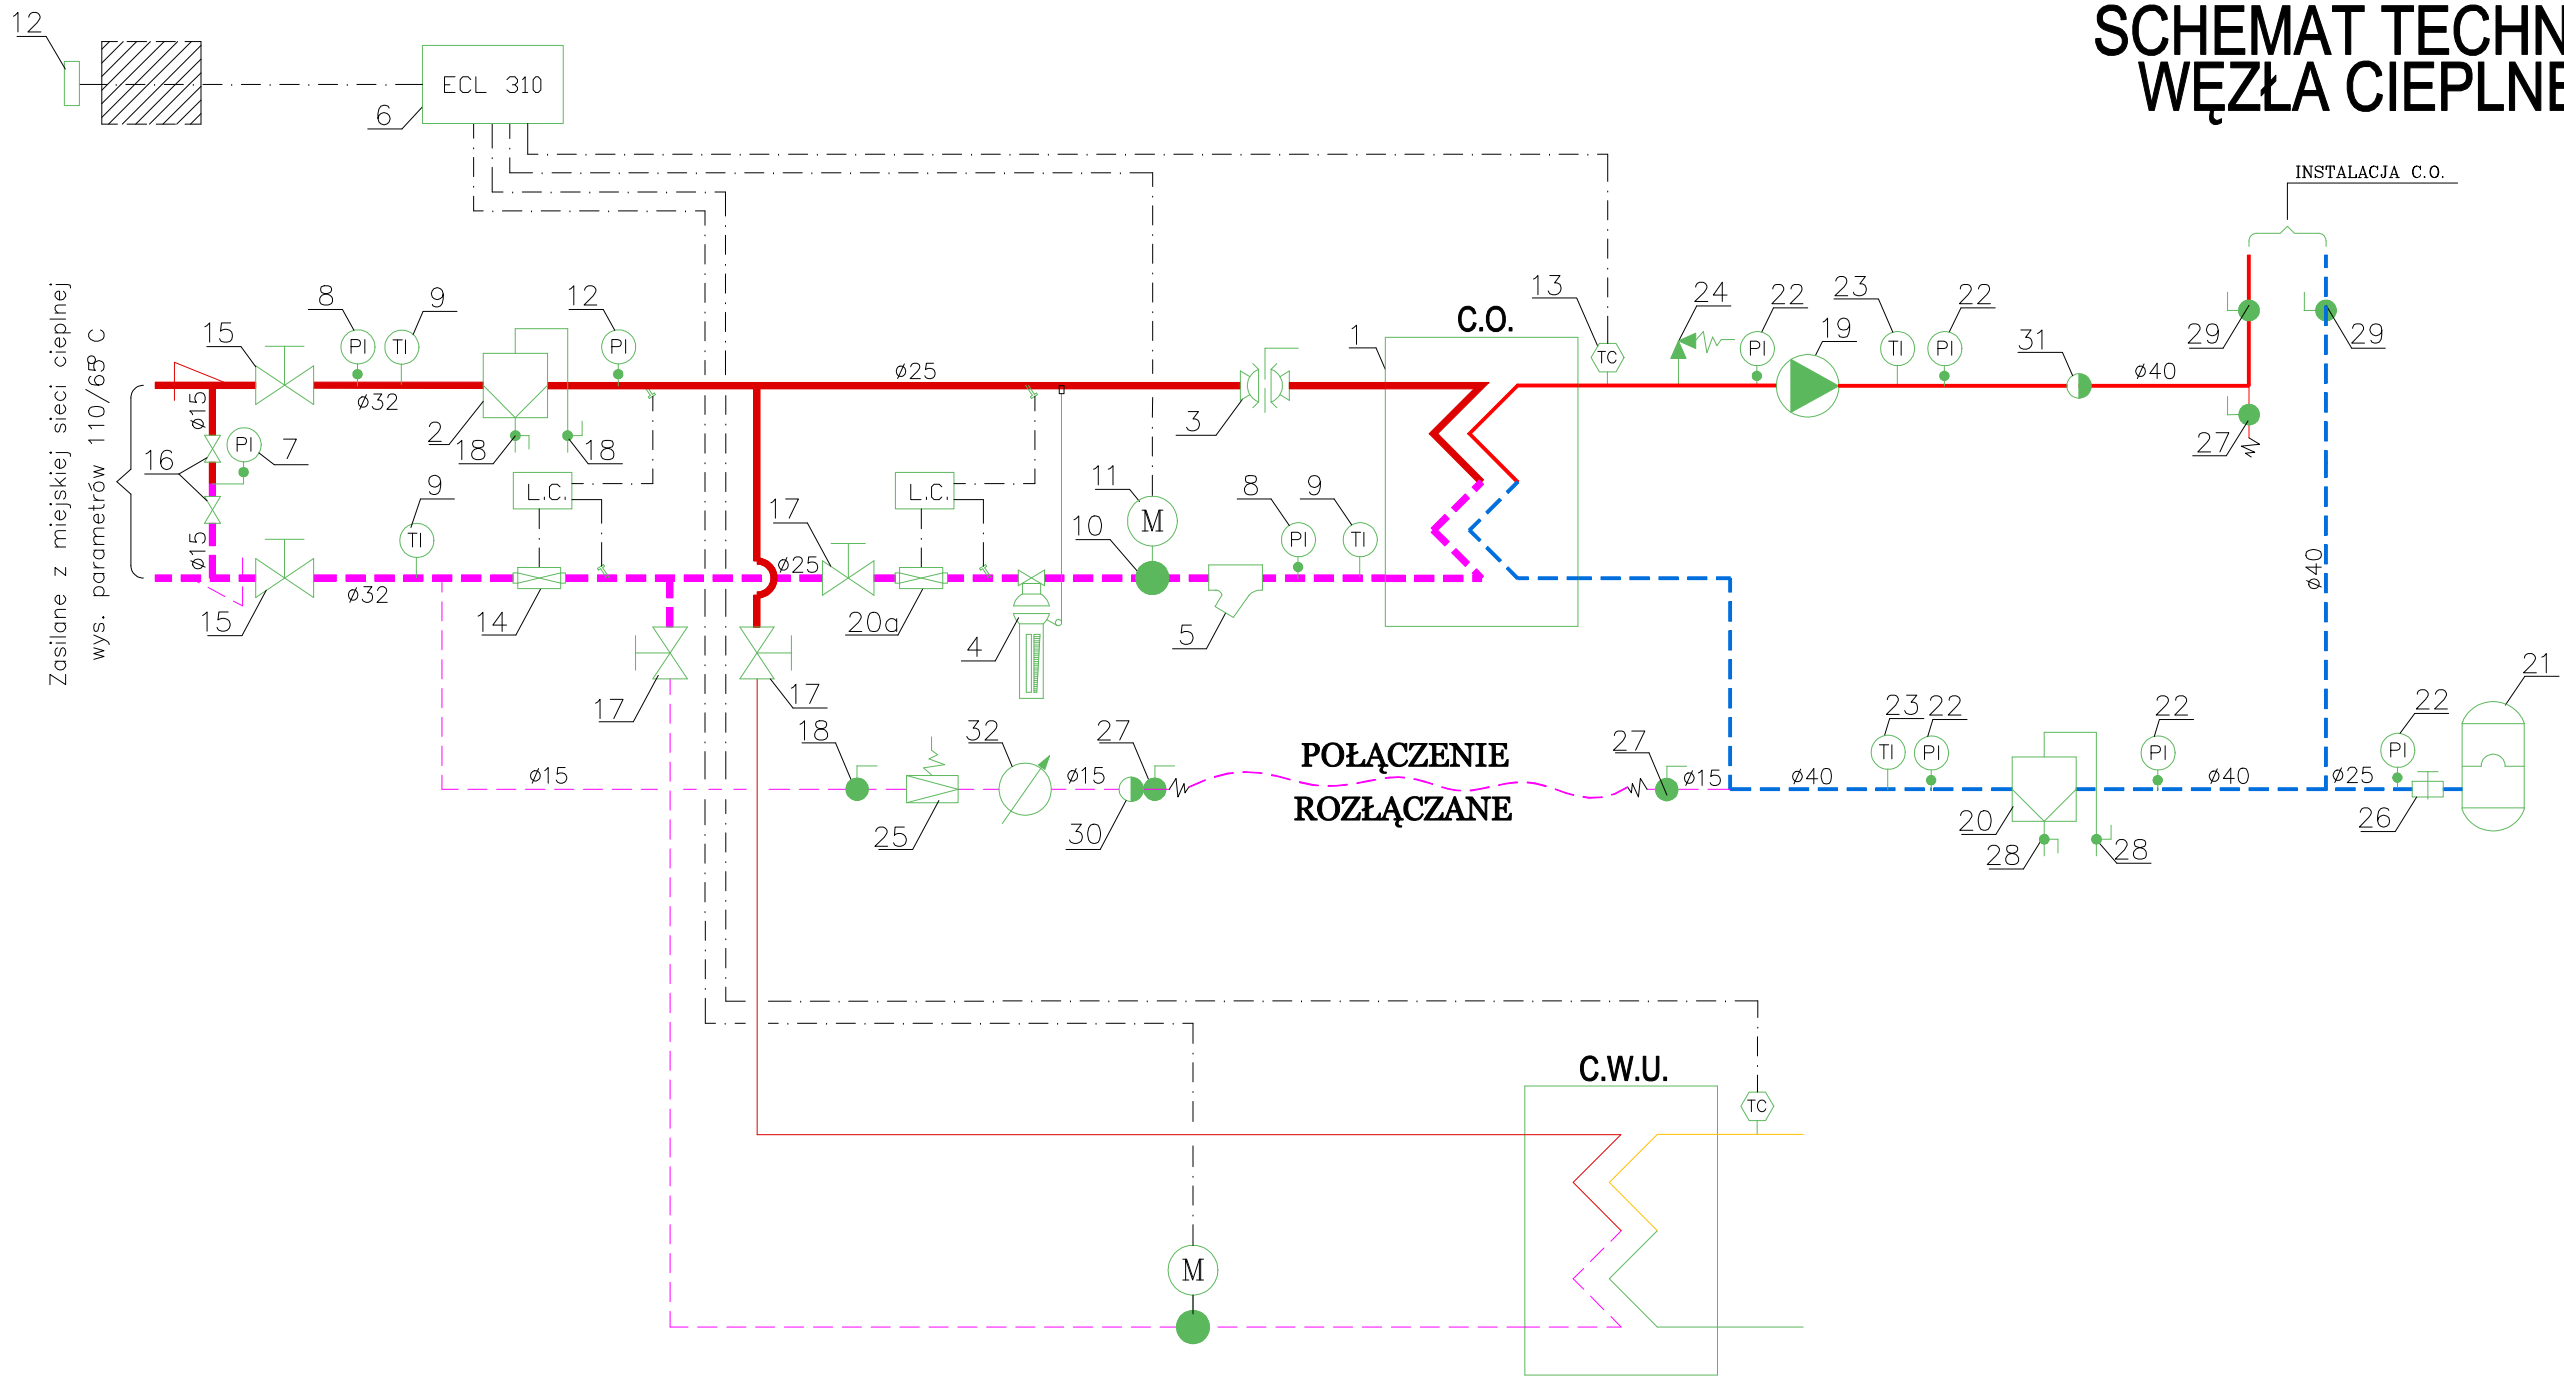 SCHEMAT TECHN
WĘZŁA CIEPLNE
12
ECL 310
6
INSTALACJA C.O.
Zasilane z miejskiej sieci cieplnej
wys. parametrów 110/65° C
15
8
PI
9
TI
2
12
PI
ø32
ø25
18
18
ø15
16
PI
7
ø15
15
ø32
9
TI
L.C.
14
17
ø25
L.C.
20a
4
11
M
10
5
8
PI
9
TI
3
1
C.O.
13
TC
24
22
PI
19
23
TI
22
PI
31
ø40
29
29
27
ø40
17
17
ø15
18
25
32
ø15
27
30
POŁĄCZENIE
ROZŁĄCZANE
27
ø15
ø40
23
TI
22
PI
20
28
28
22
PI
ø40
ø25
22
PI
26
21
C.W.U.
TC
M